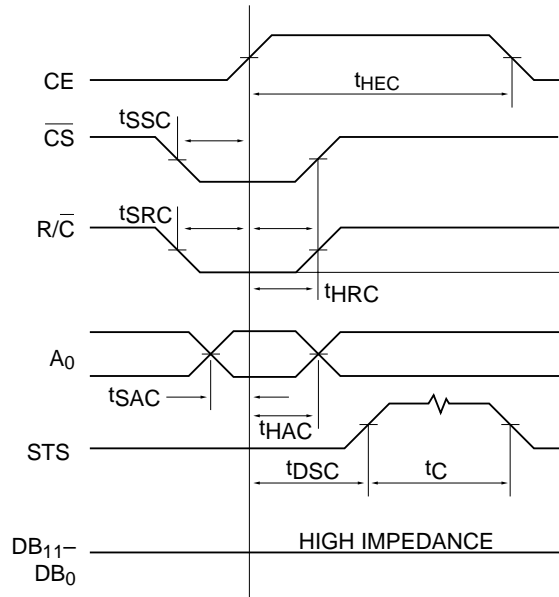 CE
tHEC
tSSC
CS
tSRC
R/C
tHRC
A0
tSAC
tHAC
STS
tDSC
tC
HIGH IMPEDANCE
DB11–
DB0